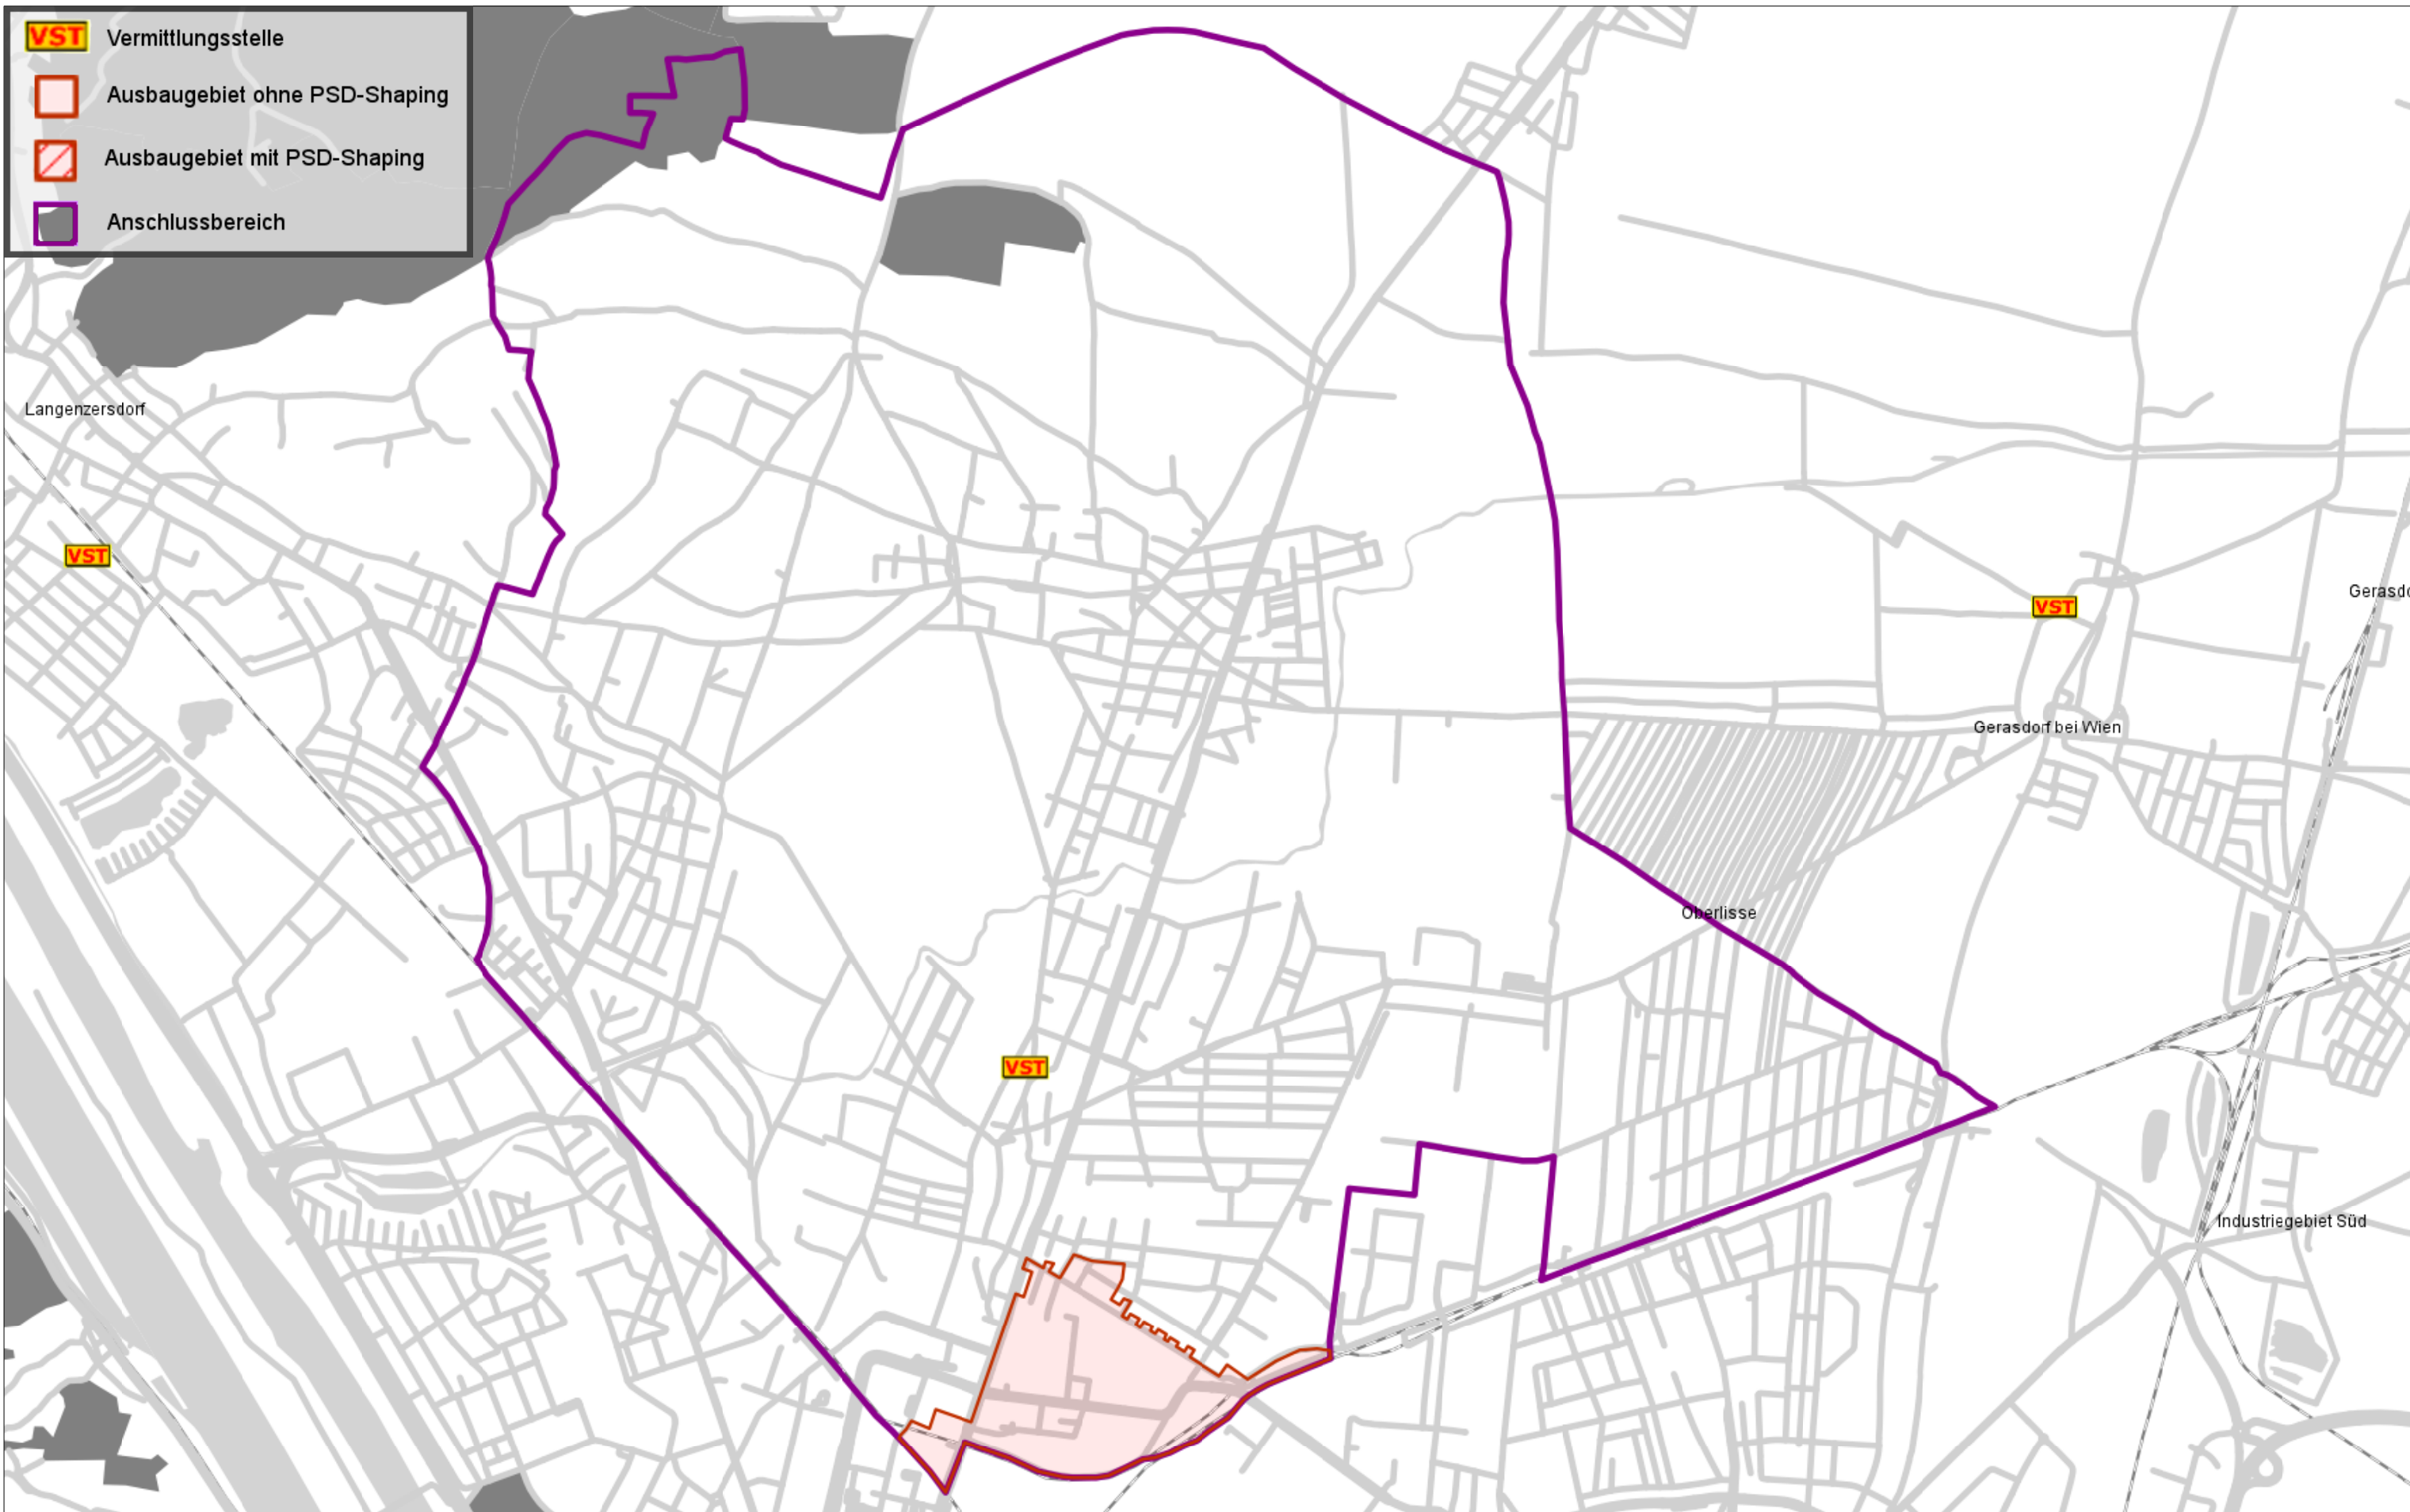 VST Vermittlungsstelle
Ausbaugebiet ohne PSD-Shaping
Ausbaugebiet mit PSD-Shaping
Anschlussbereich
Langenzersdorf
VST
Gerasdo
VST
Gerasdorf bei Wien
Oberlisse
VST
Industriegebiet Süd